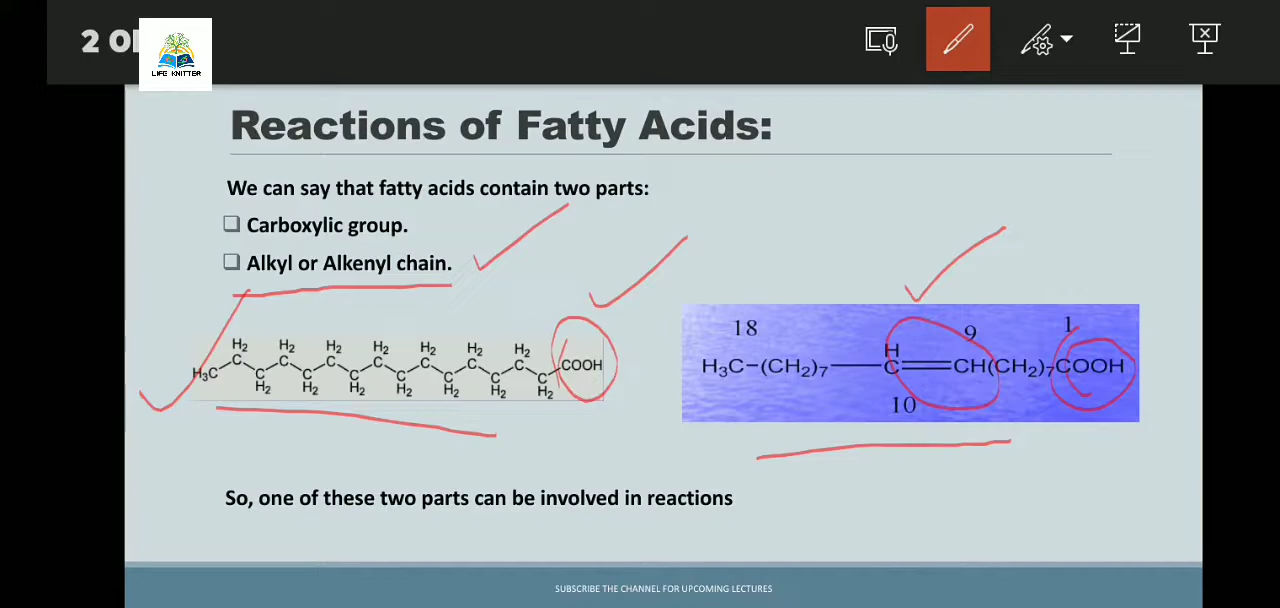 2 O
LIFE KNITTER
Reactions of Fatty Acids:
We can say that fatty acids contain two parts:
Carboxylic group.
Alkyl or Alkenyl chain.
H₂ H₂ H₂ H₂ H₂ H₂ H₂
H₃C C C C C C C C C C C C C C COOH
H₂ H₂ H₂ H₂ H₂ H₂ H₂
18 9 1
H
H₃C-(CH₂)₇ C CH(CH₂)₇COOH
10
So, one of these two parts can be involved in reactions
SUBSCRIBE THE CHANNEL FOR UPCOMING LECTURES